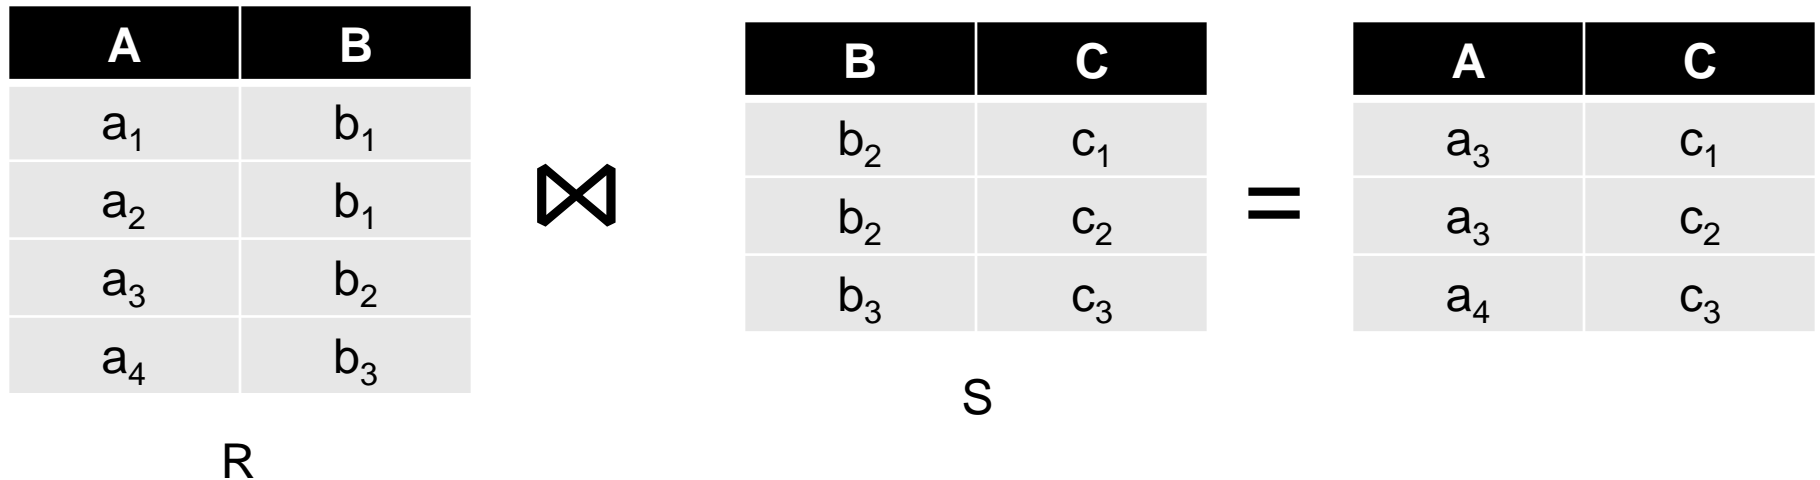 A B
a₁ b₁
a₂ b₁
a₃ b₂
a₄ b₃
R
⋈
B C
b₂ c₁
b₂ c₂
b₃ c₃
S
=
A C
a₃ c₁
a₃ c₂
a₄ c₃